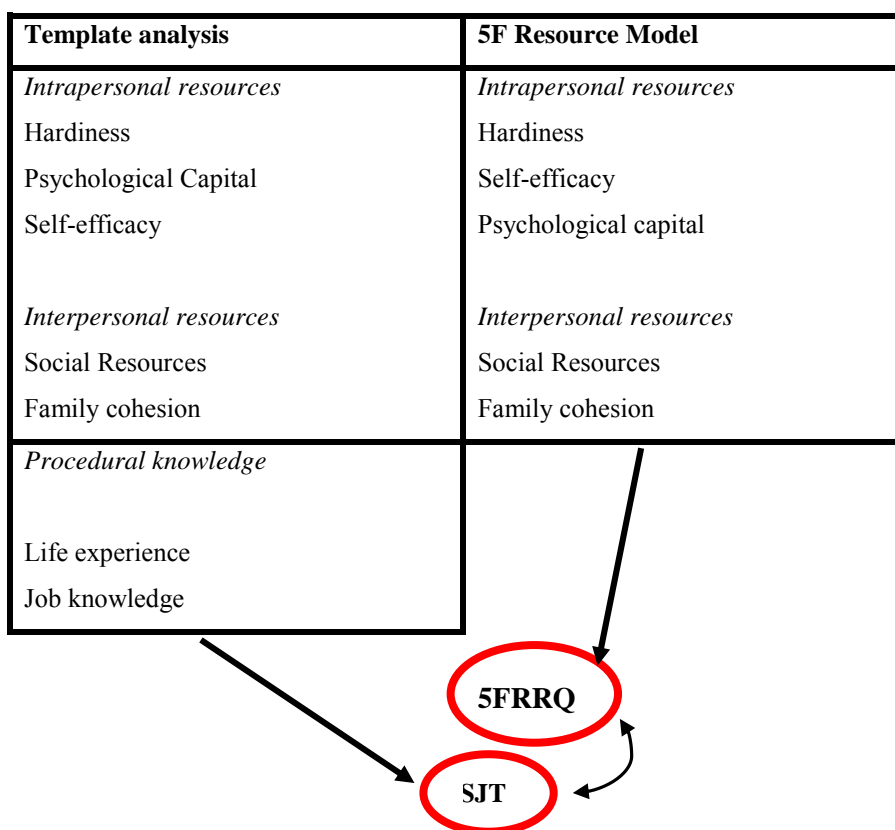 Template analysis
5F Resource Model
Intrapersonal resources
Hardiness
Psychological Capital
Self-efficacy
Interpersonal resources
Social Resources
Family cohesion
Intrapersonal resources
Hardiness
Self-efficacy
Psychological capital
Interpersonal resources
Social Resources
Family cohesion
Procedural knowledge
Life experience
Job knowledge
5FRRQ
SJT